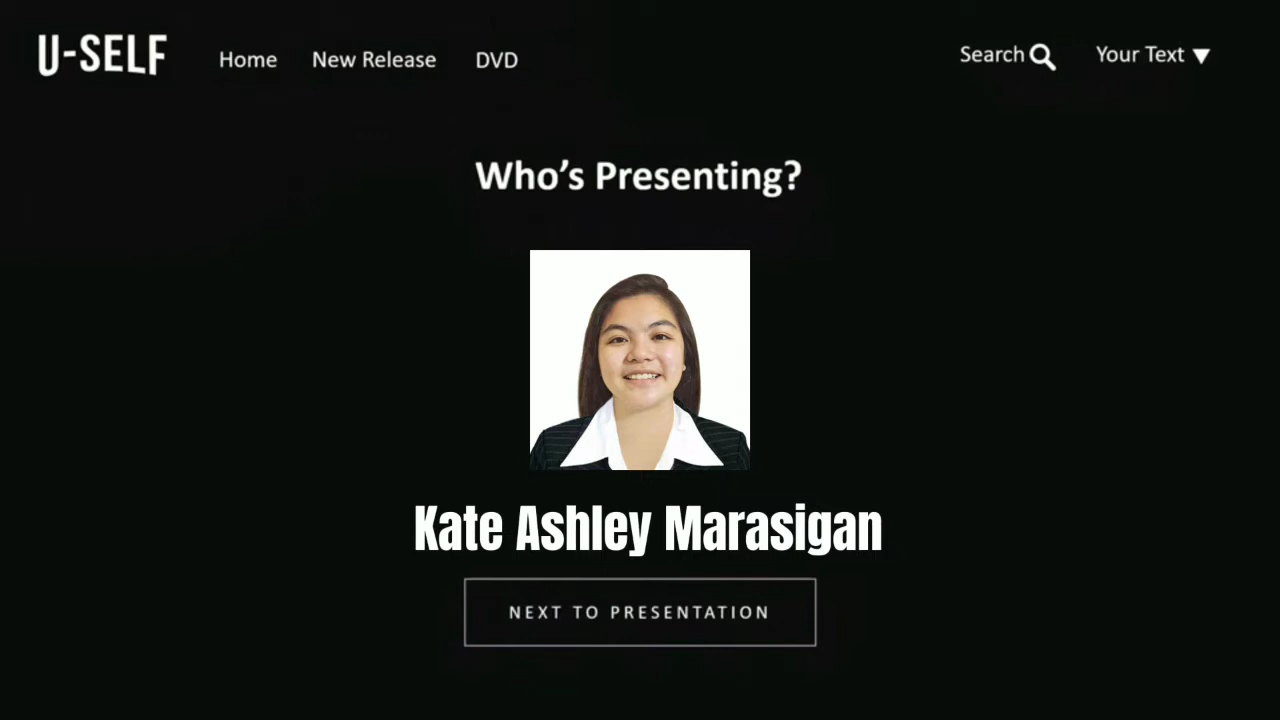 U-SELF
Home New Release DVD
Search Your Text
Who's Presenting?
Kate Ashley Marasigan
NEXT TO PRESENTATION